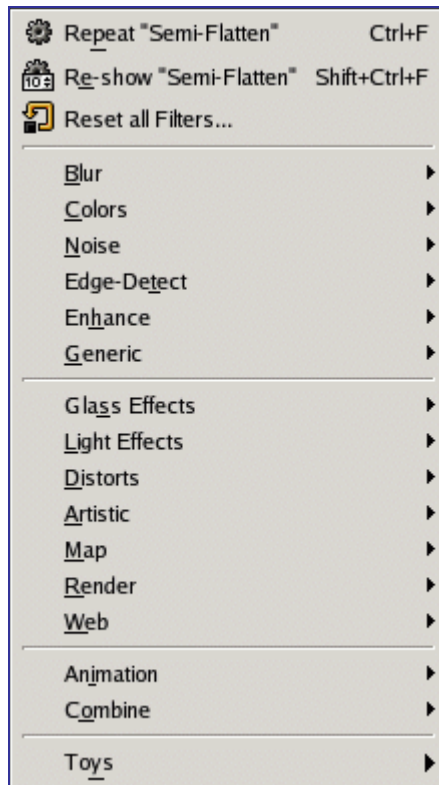 Repeat "Semi-Flatten" Ctrl+F
Re-show "Semi-Flatten" Shift+Ctrl+F
10
Reset all Filters...
Blur
Colors
Noise
Edge-Detect
Enhance
Generic
Glass Effects
Light Effects
Distorts
Artistic
Map
Render
Web
Animation
Combine
Toys